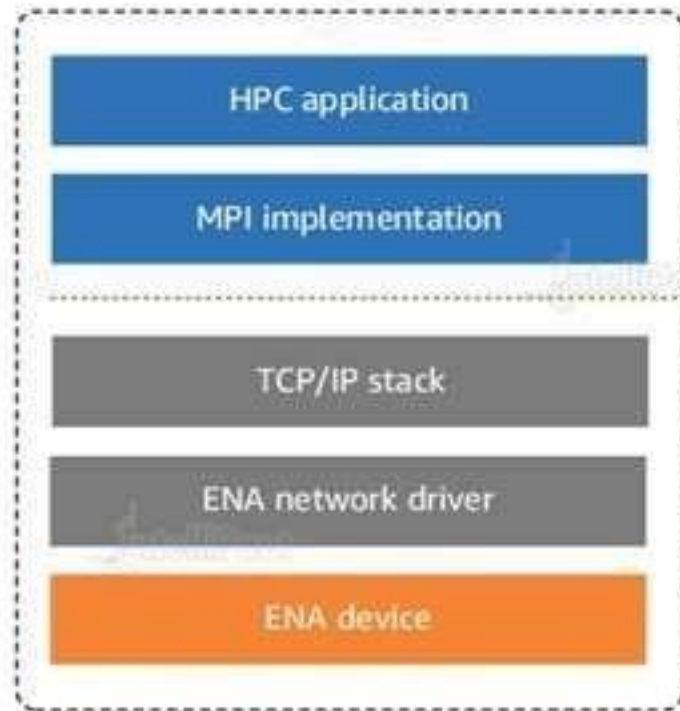 HPC application
MPI implementation
TCP/IP stack
ENA network driver
ENA device